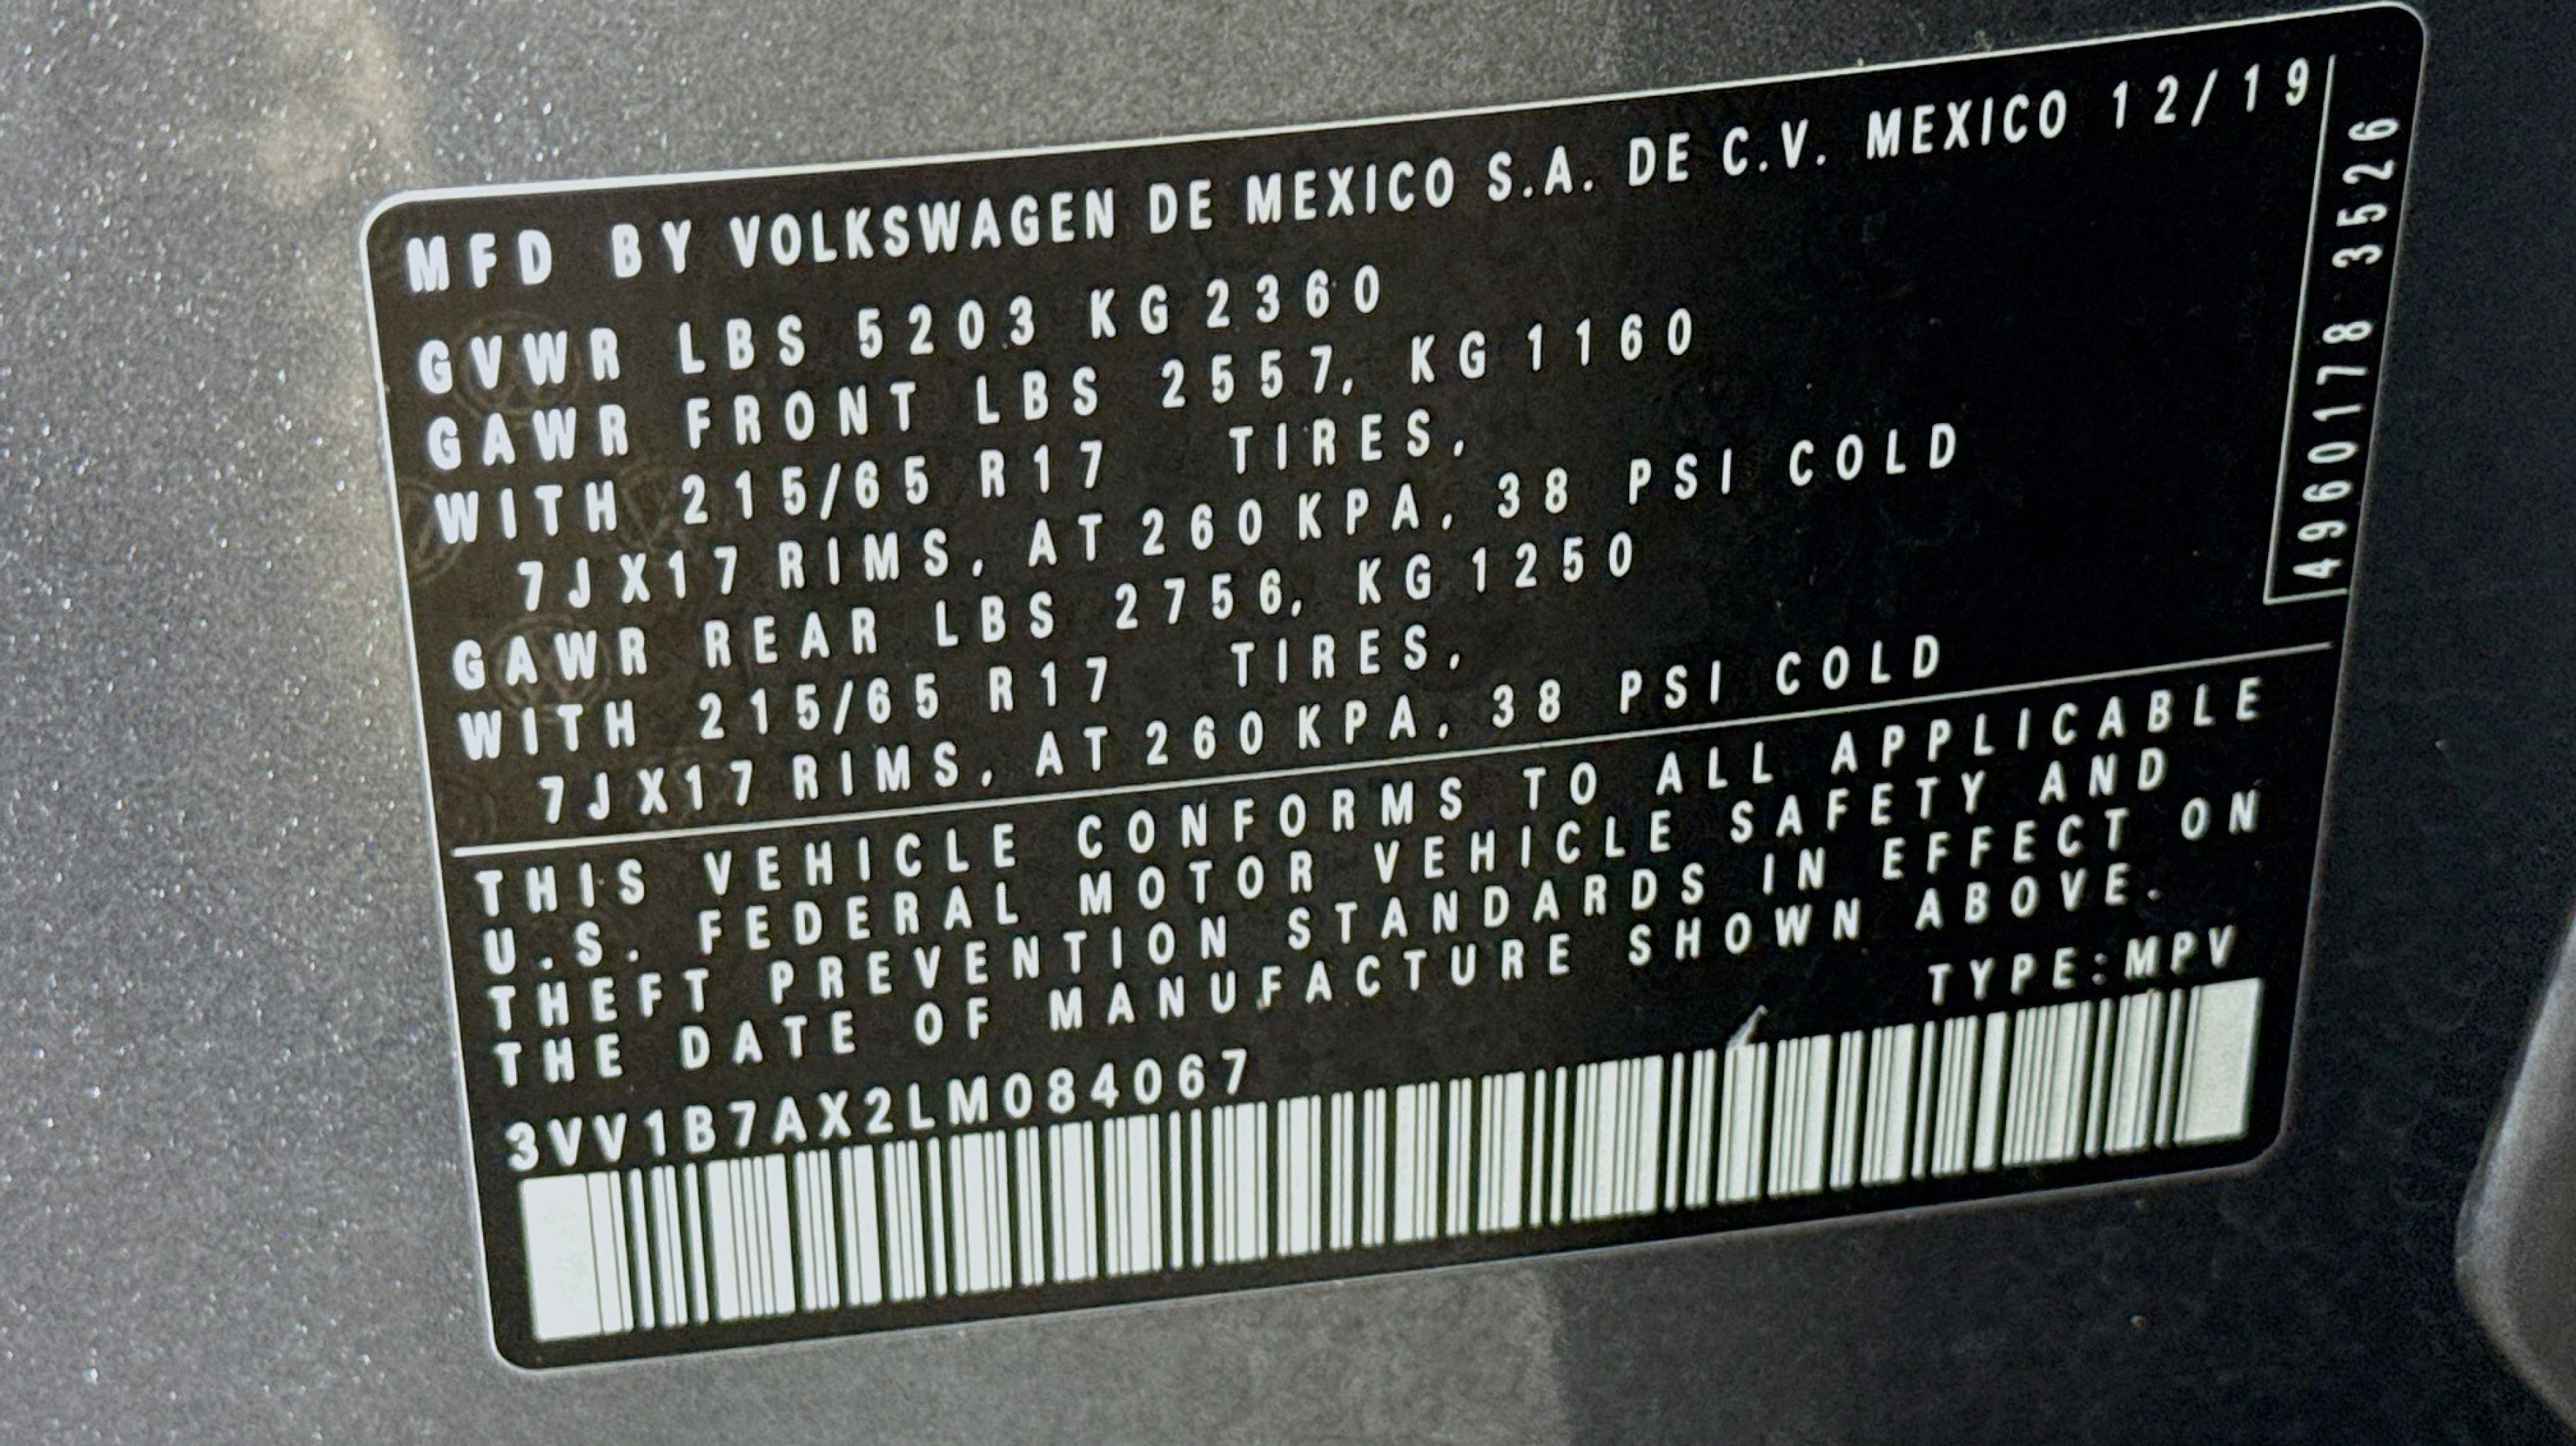 MFD BY VOLKSWAGEN DE MEXICO S.A. DE C.V. MEXICO 12/19
GVWR LBS 5203 KG 2360
GAWR FRONT LBS 2557, KG 1160
WITH 215/65 R17 TIRES,
7JX17 RIMS, AT 260 KPA, 38 PSI COLD
GAWR REAR LBS 2756, KG 1250
WITH 215/65 R17 TIRES,
7JX17 RIMS, AT 260 KPA, 38 PSI COLD
4960178 3526
THIS VEHICLE CONFORMS TO ALL APPLICABLE
U.S. FEDERAL MOTOR VEHICLE SAFETY AND
THEFT PREVENTION STANDARDS IN EFFECT ON
THE DATE OF MANUFACTURE SHOWN ABOVE.
TYPE:MPV
3VV1B7AX2LM084067